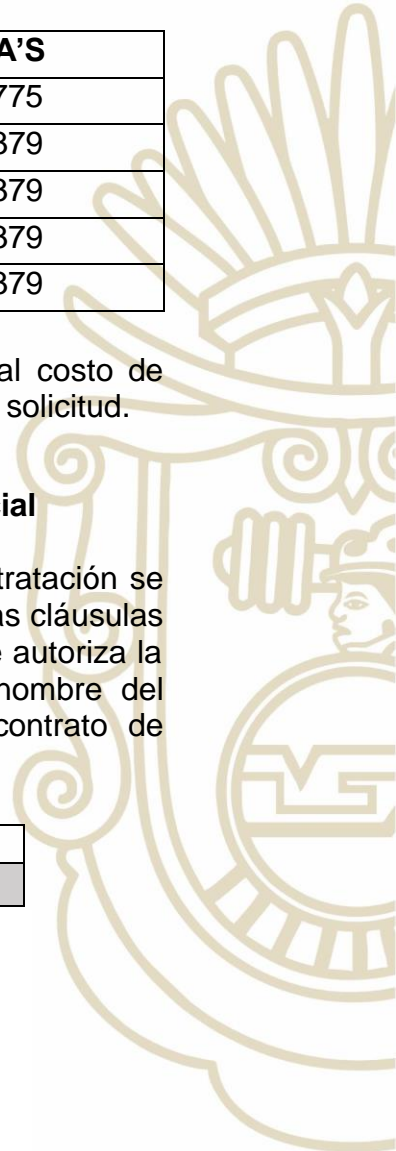 A'S
775
379
379
379
379
al costo de
solicitud.
cial
tratación se
as cláusulas
e autoriza la
nombre del
contrato de